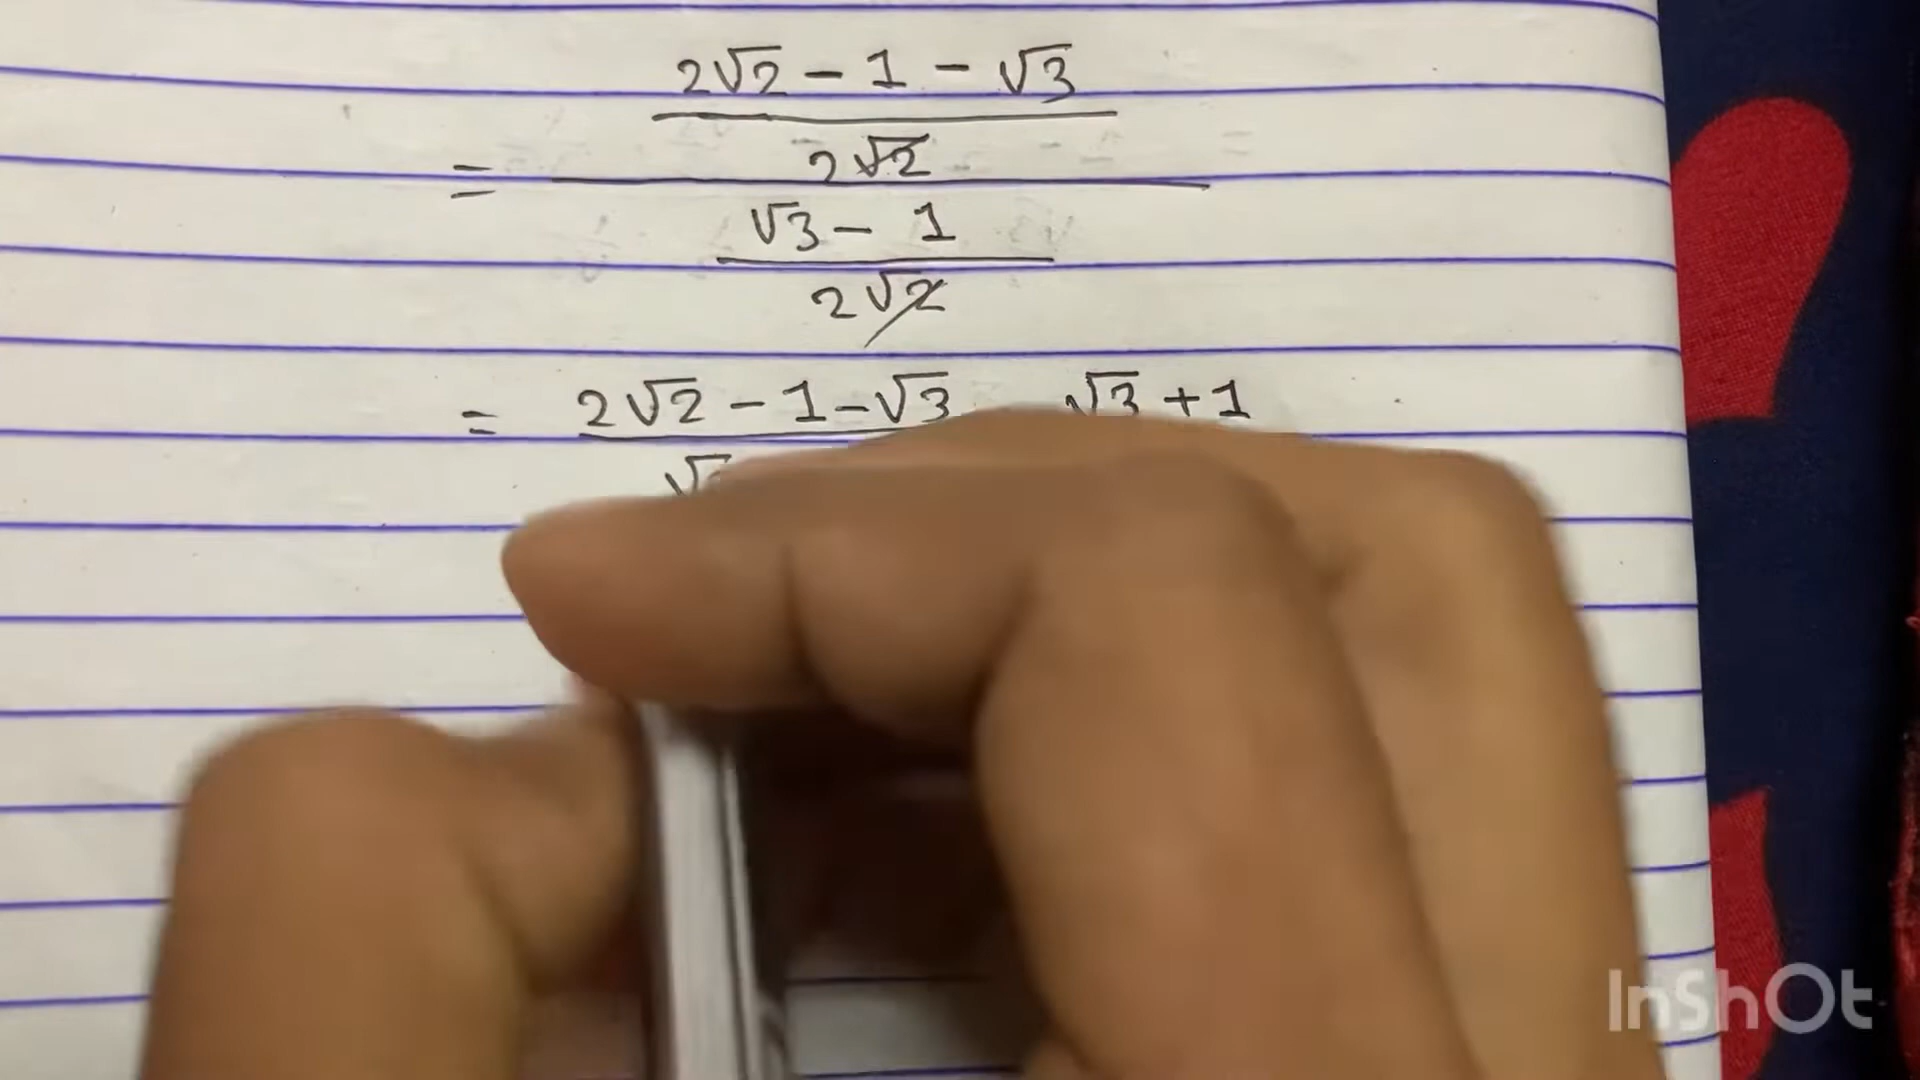 2√2 - 1 - √3
2√2
=
√3 - 1
2√2
= 2√2 - 1 - √3 √3 + 1
√
InShOt